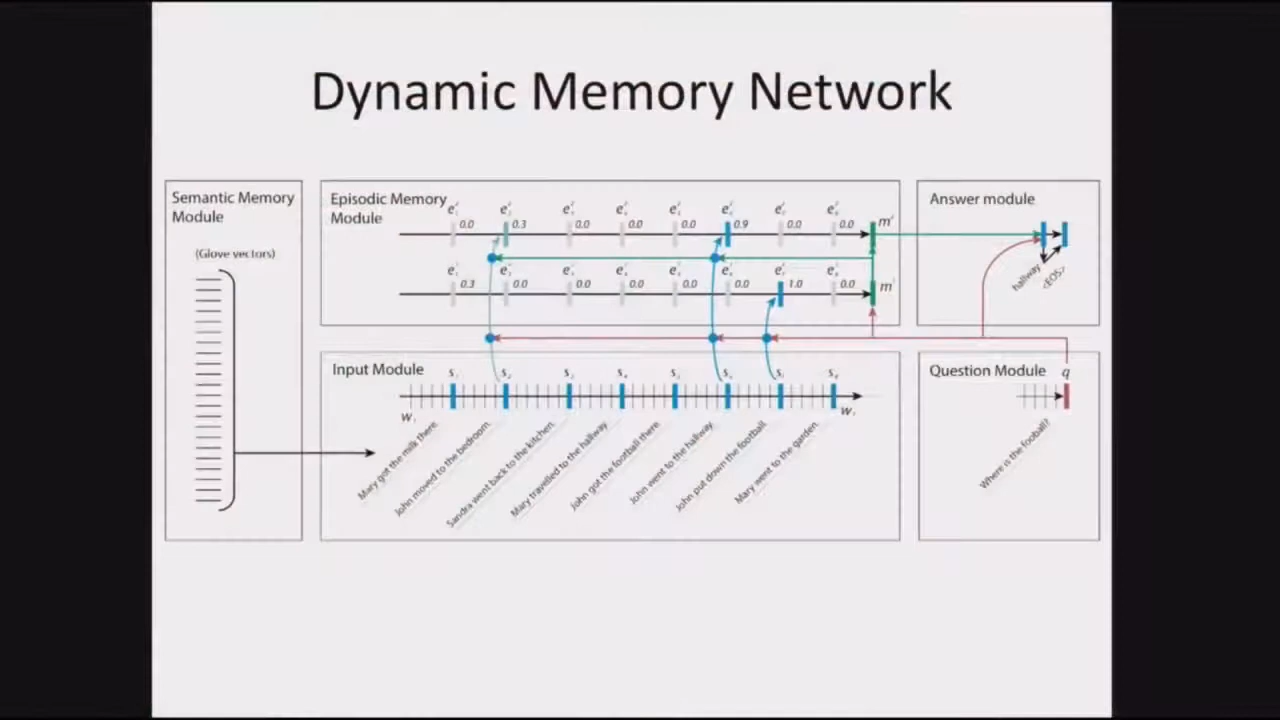 Dynamic Memory Network
Semantic Memory
Module
(Glove vectors)
Episodic Memory
Module
0.0
0.3
0.0
0.0
0.0
0.9
0.0
0.0
0.3
0.0
0.0
0.0
0.0
0.0
1.0
0.0
m
m
Answer module
hallway
<EOS>
Input Module
s
s
s
s
s
s
s
s
w
w
Mary got the milk there.
John moved to the bedroom.
Sandra went back to the kitchen.
Mary travelled to the hallway.
John got the football there.
John went to the hallway.
John put down the football.
Mary went to the garden.
Question Module
q
Where is the fooball?